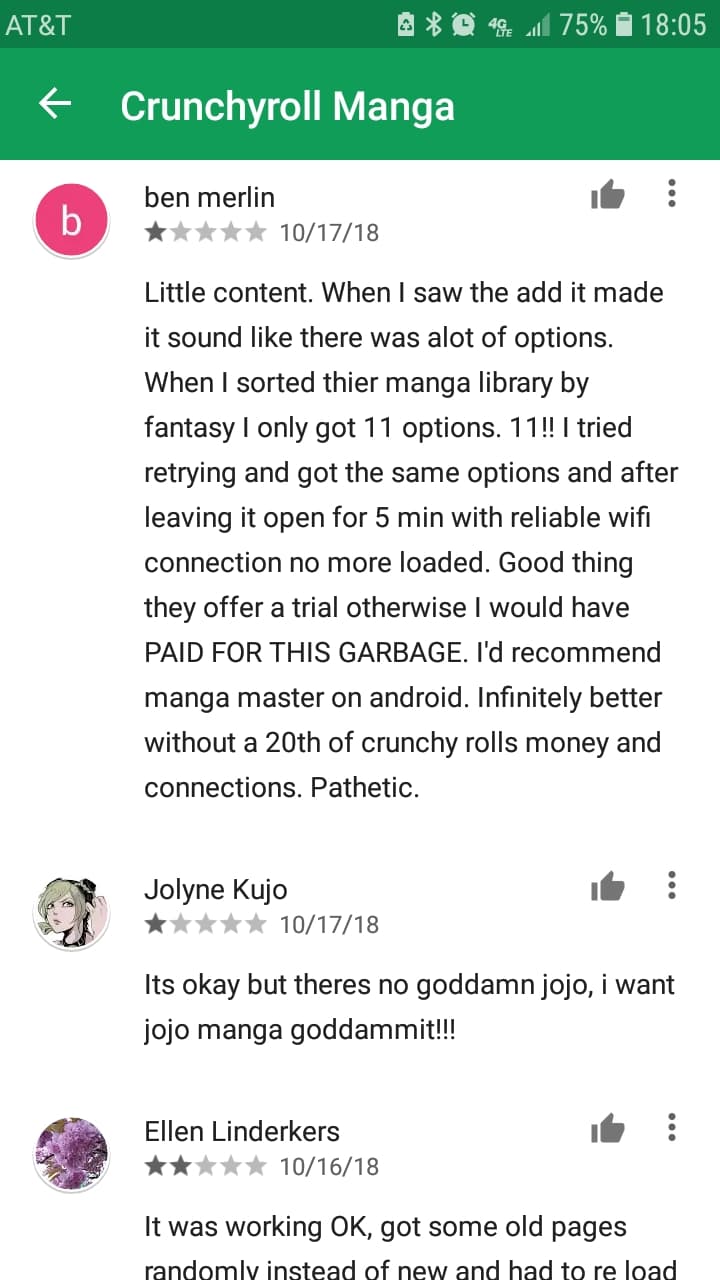 AT&T 4G LTE 75% 18:05
Crunchyroll Manga
b
ben merlin
10/17/18
Little content. When I saw the add it made
it sound like there was alot of options.
When I sorted thier manga library by
fantasy I only got 11 options. 11!! I tried
retrying and got the same options and after
leaving it open for 5 min with reliable wifi
connection no more loaded. Good thing
they offer a trial otherwise I would have
PAID FOR THIS GARBAGE. I'd recommend
manga master on android. Infinitely better
without a 20th of crunchy rolls money and
connections. Pathetic.
Jolyne Kujo
10/17/18
Its okay but theres no goddamn jojo, i want
jojo manga goddammit!!!
Ellen Linderkers
10/16/18
It was working OK, got some old pages
randomly instead of new and had to re load